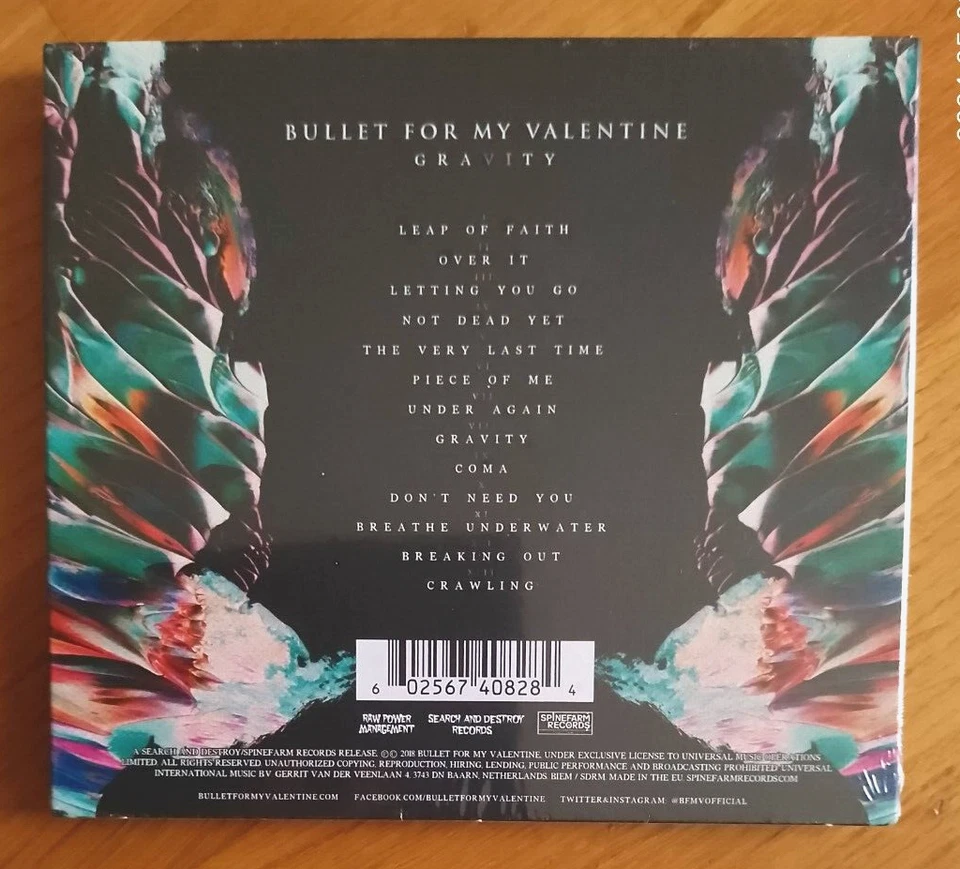 BULLET FOR MY VALENTINE
GRAVITY
I
LEAP OF FAITH
II
OVER IT
III
LETTING YOU GO
NOT DEAD YET
THE VERY LAST TIME
VI
PIECE OF ME
VII
UNDER AGAIN
GRAVITY
COMA
X
DON'T NEED YOU
XI
BREATHE UNDERWATER
BREAKING OUT
CRAWLING
6 02567 40828 4
RAW POWER MANAGEMENT
SEARCH AND DESTROY RECORDS
SPINEFARM RECORDS
A SEARCH AND DESTROY/SPINEFARM RECORDS RELEASE. ℗© 2018 BULLET FOR MY VALENTINE, UNDER EXCLUSIVE LICENSE TO UNIVERSAL MUSIC OPERATIONS
LIMITED. ALL RIGHTS RESERVED. UNAUTHORIZED COPYING, REPRODUCTION, HIRING, LENDING, PUBLIC PERFORMANCE AND BROADCASTING PROHIBITED. UNIVERSAL
INTERNATIONAL MUSIC B.V. GERRIT VAN DER VEENLAAN 4, 3743 DN BAARN, NETHERLANDS. BIEM / SDRM. MADE IN THE EU. SPINEFARMRECORDS.COM
BULLETFORMYVALENTINE.COM FACEBOOK.COM/BULLETFORMYVALENTINE TWITTER&INSTAGRAM: @BFMVOFFICIAL